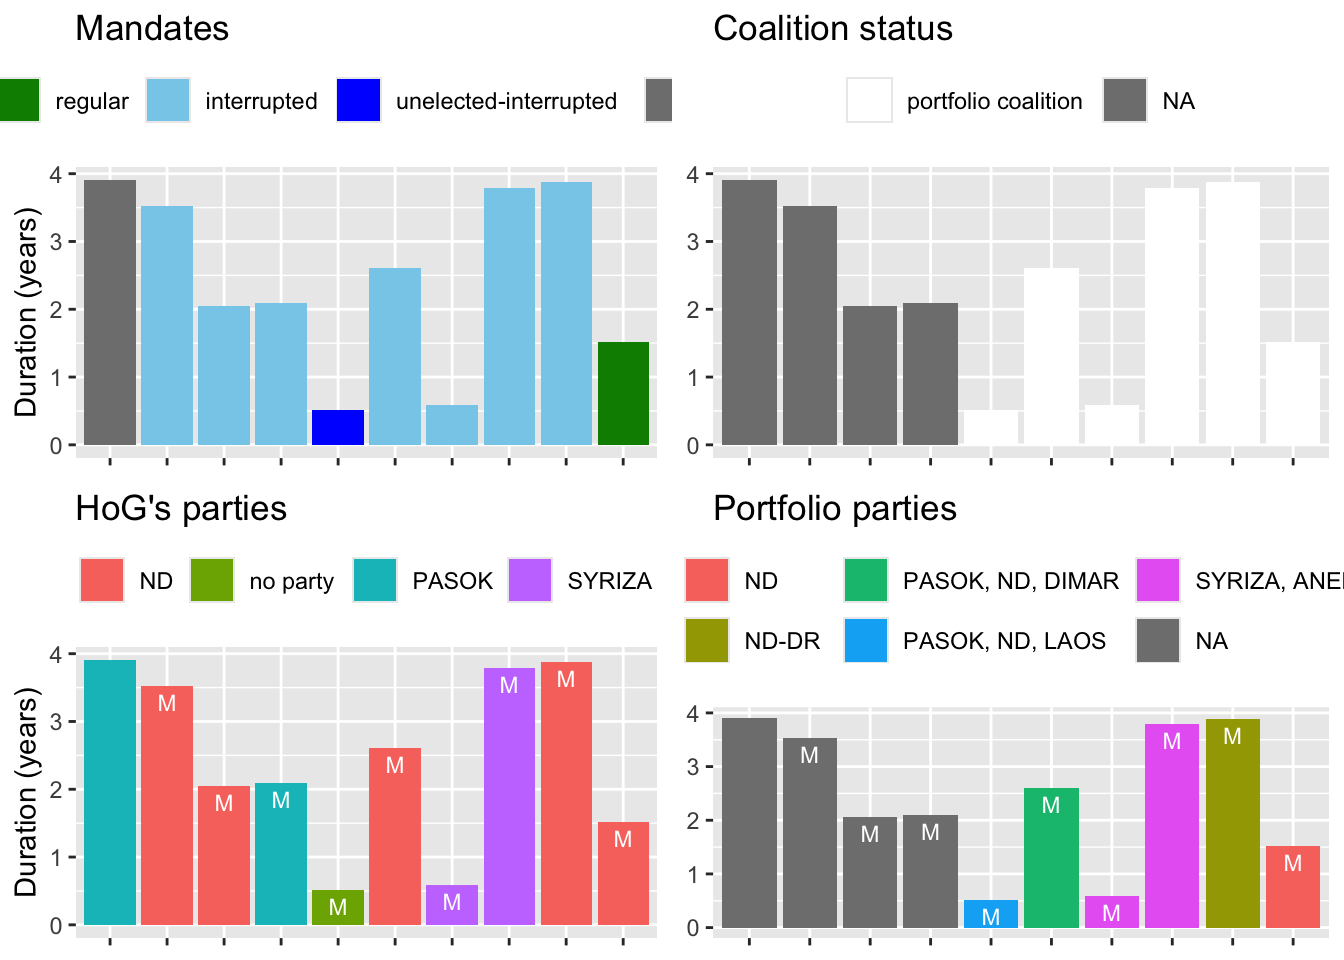 Mandates
regular interrupted unelected-interrupted
Duration (years)
4
3
2
1
0
Coalition status
portfolio coalition NA
4
3
2
1
0
HoG's parties
ND no party PASOK SYRIZA
Duration (years)
4
3
2
1
0
M M M M M M M M M
Portfolio parties
ND PASOK, ND, DIMAR SYRIZA,
ND-DR PASOK, ND, LAOS NA
4
3
2
1
0
M M M M M M M M M